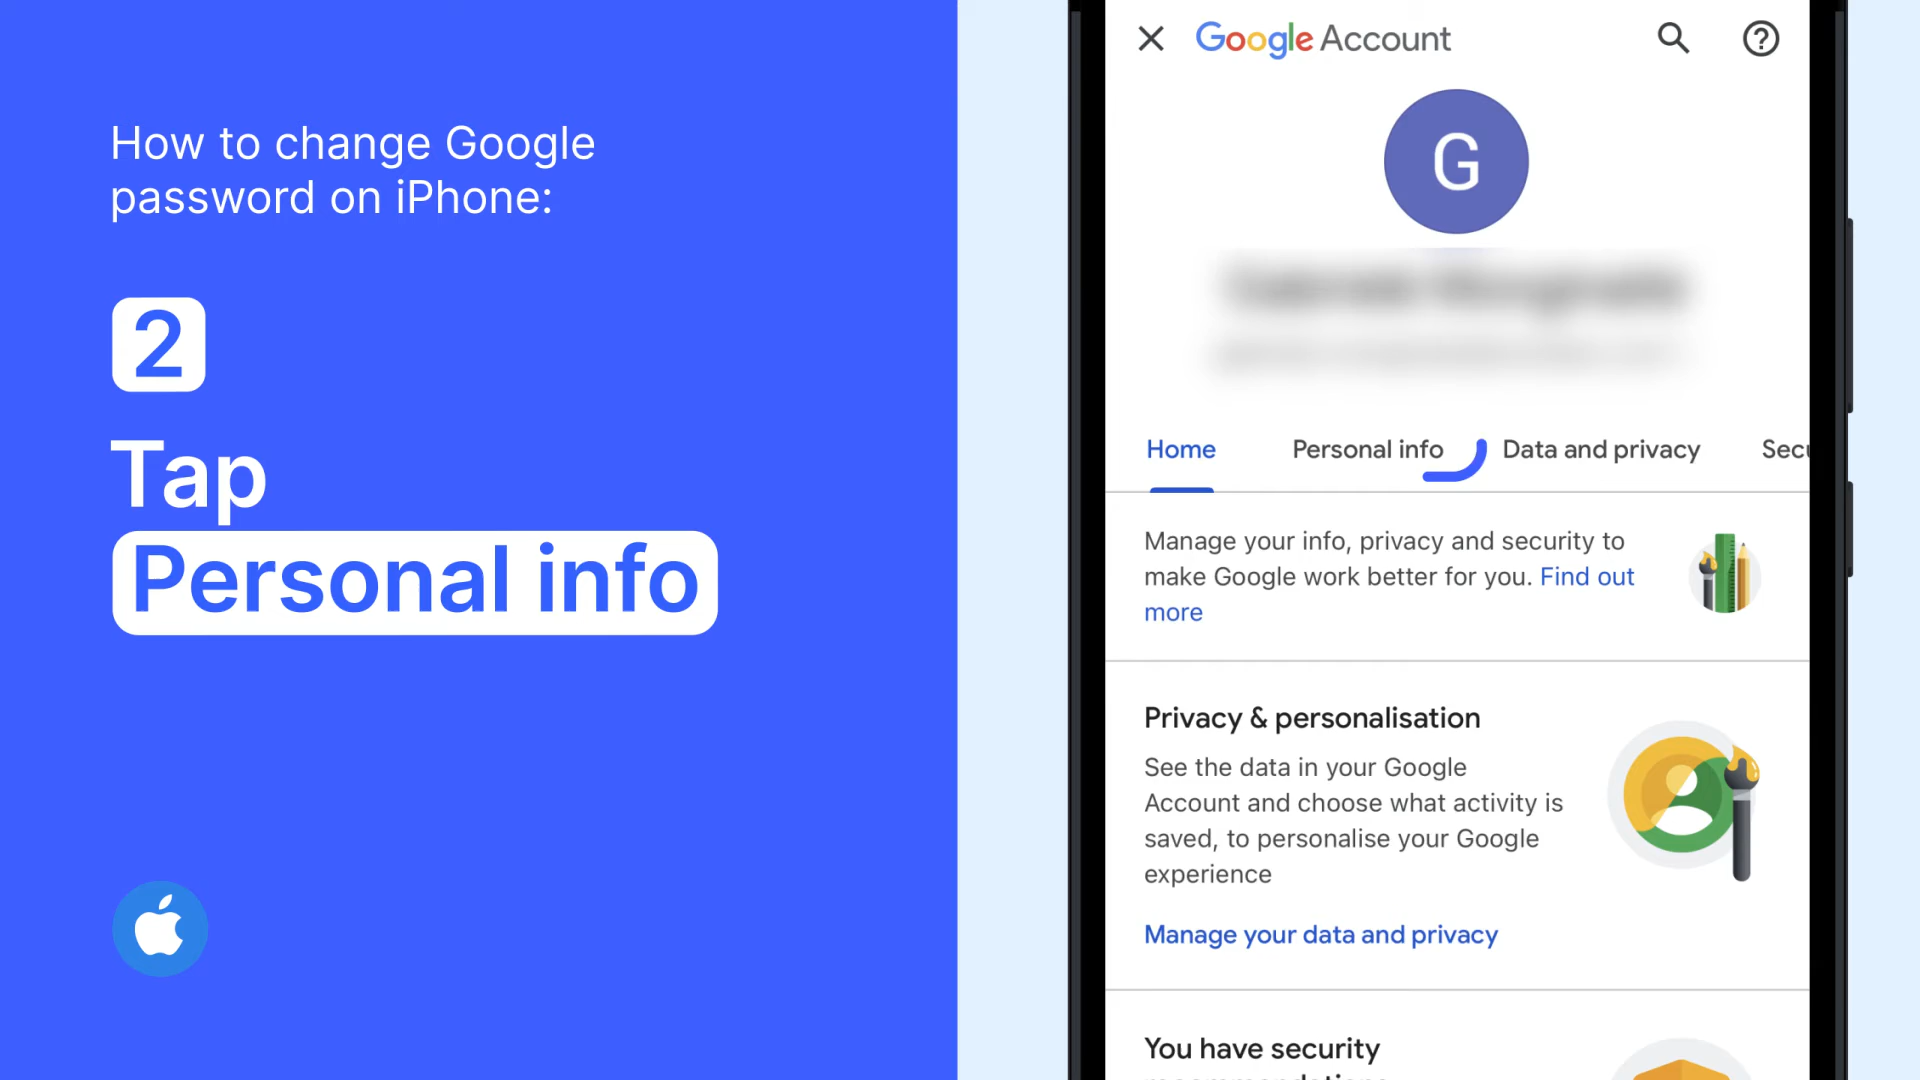 How to change Google
password on iPhone:
2
Tap
Personal info
Google Account
G
Home Personal info Data and privacy Secu
Manage your info, privacy and security to
make Google work better for you. Find out
more
Privacy & personalisation
See the data in your Google
Account and choose what activity is
saved, to personalise your Google
experience
Manage your data and privacy
You have security